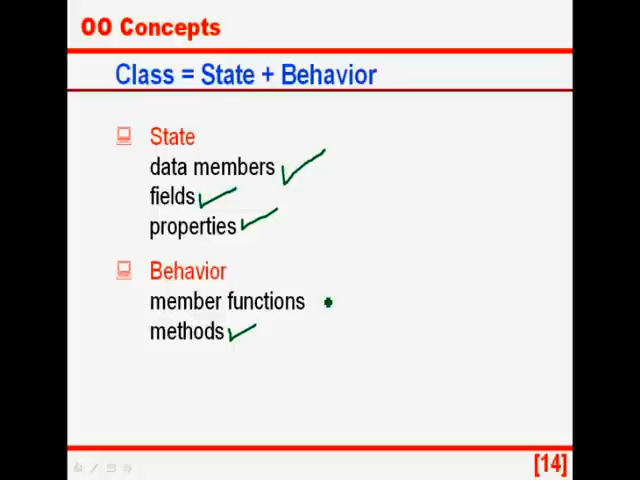 OO Concepts
Class = State + Behavior
State
data members
fields
properties
Behavior
member functions
methods
[14]